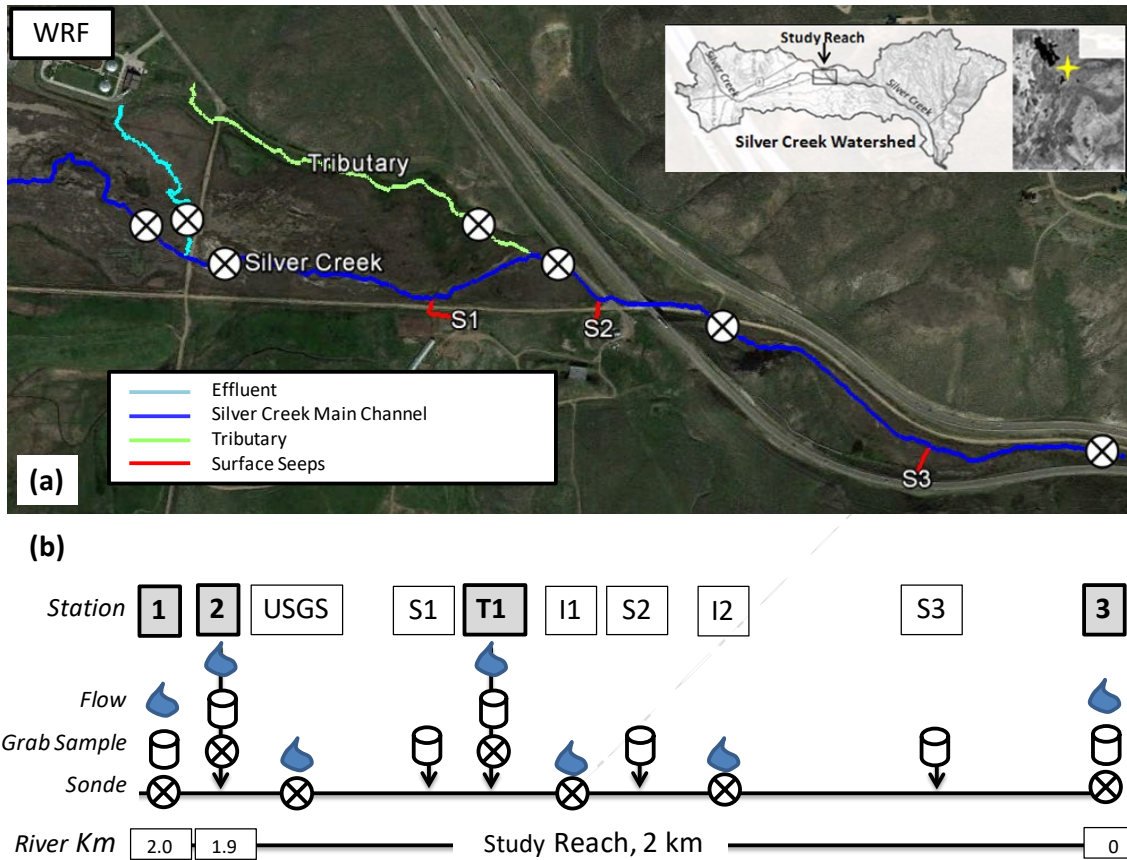 WRF
Study Reach
Silver Creek
Silver Creek
Silver Creek Watershed
Tributary
Silver Creek
S1
S2
S3
Effluent
Silver Creek Main Channel
Tributary
Surface Seeps
(a)
(b)
Station 1 2 USGS S1 T1 I1 S2 I2 S3 3
Flow
Grab Sample
Sonde
River Km 2.0 1.9 Study Reach, 2 km 0